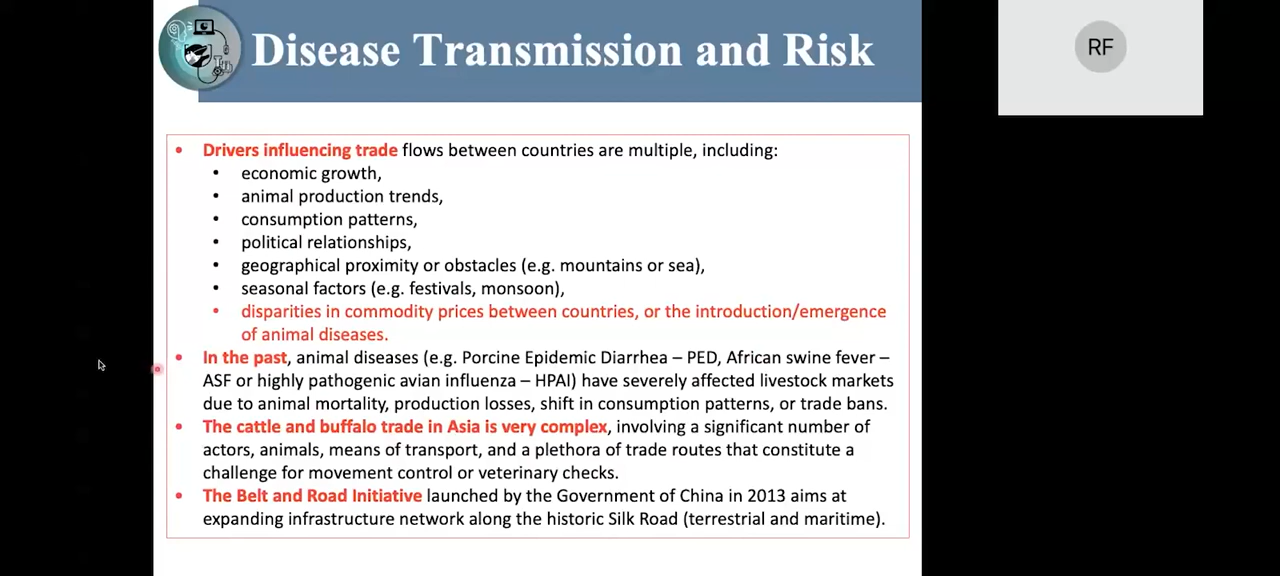 Disease Transmission and Risk
RF
• Drivers influencing trade flows between countries are multiple, including:
• economic growth,
• animal production trends,
• consumption patterns,
• political relationships,
• geographical proximity or obstacles (e.g. mountains or sea),
• seasonal factors (e.g. festivals, monsoon),
• disparities in commodity prices between countries, or the introduction/emergence
of animal diseases.
• In the past, animal diseases (e.g. Porcine Epidemic Diarrhea – PED, African swine fever –
ASF or highly pathogenic avian influenza – HPAI) have severely affected livestock markets
due to animal mortality, production losses, shift in consumption patterns, or trade bans.
• The cattle and buffalo trade in Asia is very complex, involving a significant number of
actors, animals, means of transport, and a plethora of trade routes that constitute a
challenge for movement control or veterinary checks.
• The Belt and Road Initiative launched by the Government of China in 2013 aims at
expanding infrastructure network along the historic Silk Road (terrestrial and maritime).